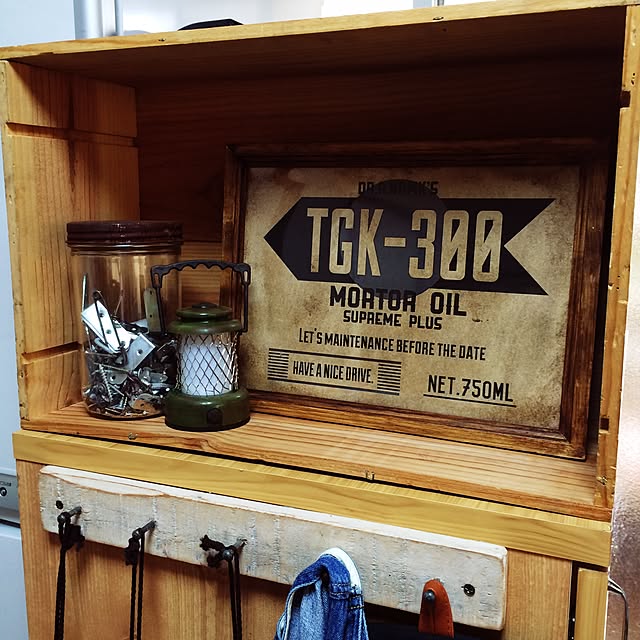 TGK-300
MORTOR OIL
SUPREME PLUS
LET'S MAINTENANCE BEFORE THE DATE
HAVE A NICE DRIVE.
NET.750ML